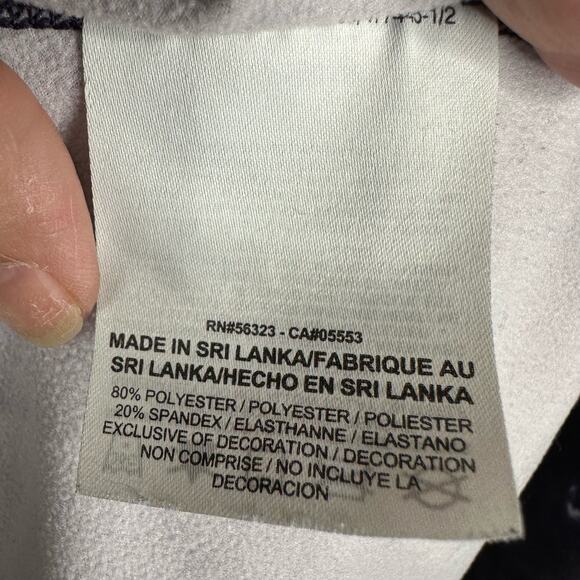 RN#56323 - CA#05553
MADE IN SRI LANKA/FABRIQUE AU
SRI LANKA/HECHO EN SRI LANKA
80% POLYESTER / POLYESTER / POLIESTER
20% SPANDEX / ELASTHANNE / ELASTANO
EXCLUSIVE OF DECORATION / DECORATION
NON COMPRISE / NO INCLUYE LA
DECORACION